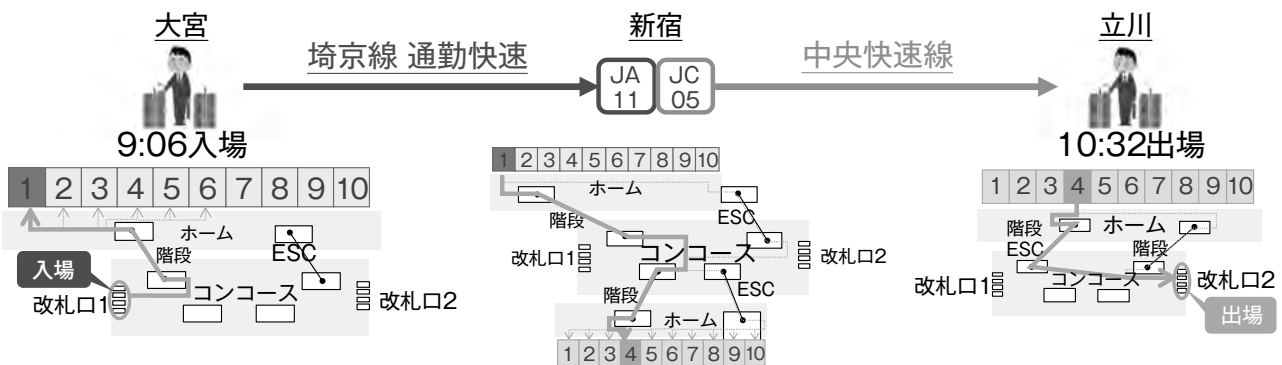 大宮
埼京線 通勤快速
新宿
JA
11
JC
05
中央快速線
立川
9:06入場
1 2 3 4 5 6 7 8 9 10
ホーム
階段
ESC
入場
改札口1
コンコース
改札口2
1 2 3 4 5 6 7 8 9 10
ホーム
階段
ESC
改札口1
コンコース
改札口2
階段
ESC
ホーム
1 2 3 4 5 6 7 8 9 10
10:32出場
1 2 3 4 5 6 7 8 9 10
階段
ホーム
ESC
階段
改札口1
コンコース
改札口2
出場